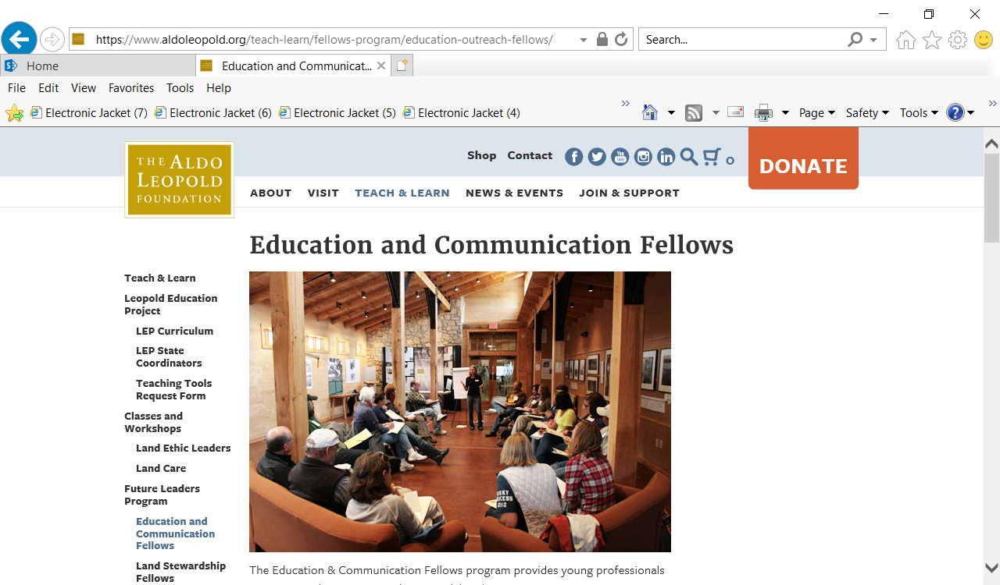 https://www.aldoleopold.org/teach-learn/fellows-program/education-outreach-fellows/
Search...
Home
Education and Communicat...
File Edit View Favorites Tools Help
Electronic Jacket (7) Electronic Jacket (6) Electronic Jacket (5) Electronic Jacket (4)
Page Safety Tools
THE ALDO
LEOPOLD
FOUNDATION
Shop Contact
0
DONATE
ABOUT VISIT TEACH & LEARN NEWS & EVENTS JOIN & SUPPORT
Education and Communication Fellows
Teach & Learn
Leopold Education
Project
LEP Curriculum
LEP State
Coordinators
Teaching Tools
Request Form
Classes and
Workshops
Land Ethic Leaders
Land Care
Future Leaders
Program
Education and
Communication
Fellows
Land Stewardship
Fellows
The Education & Communication Fellows program provides young professionals